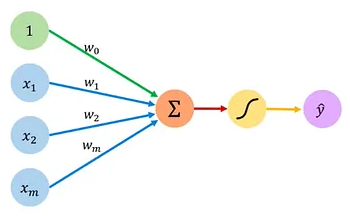 1
w₀
x₁
w₁
x₂
w₂
xₘ
wₘ
Σ
ŷ